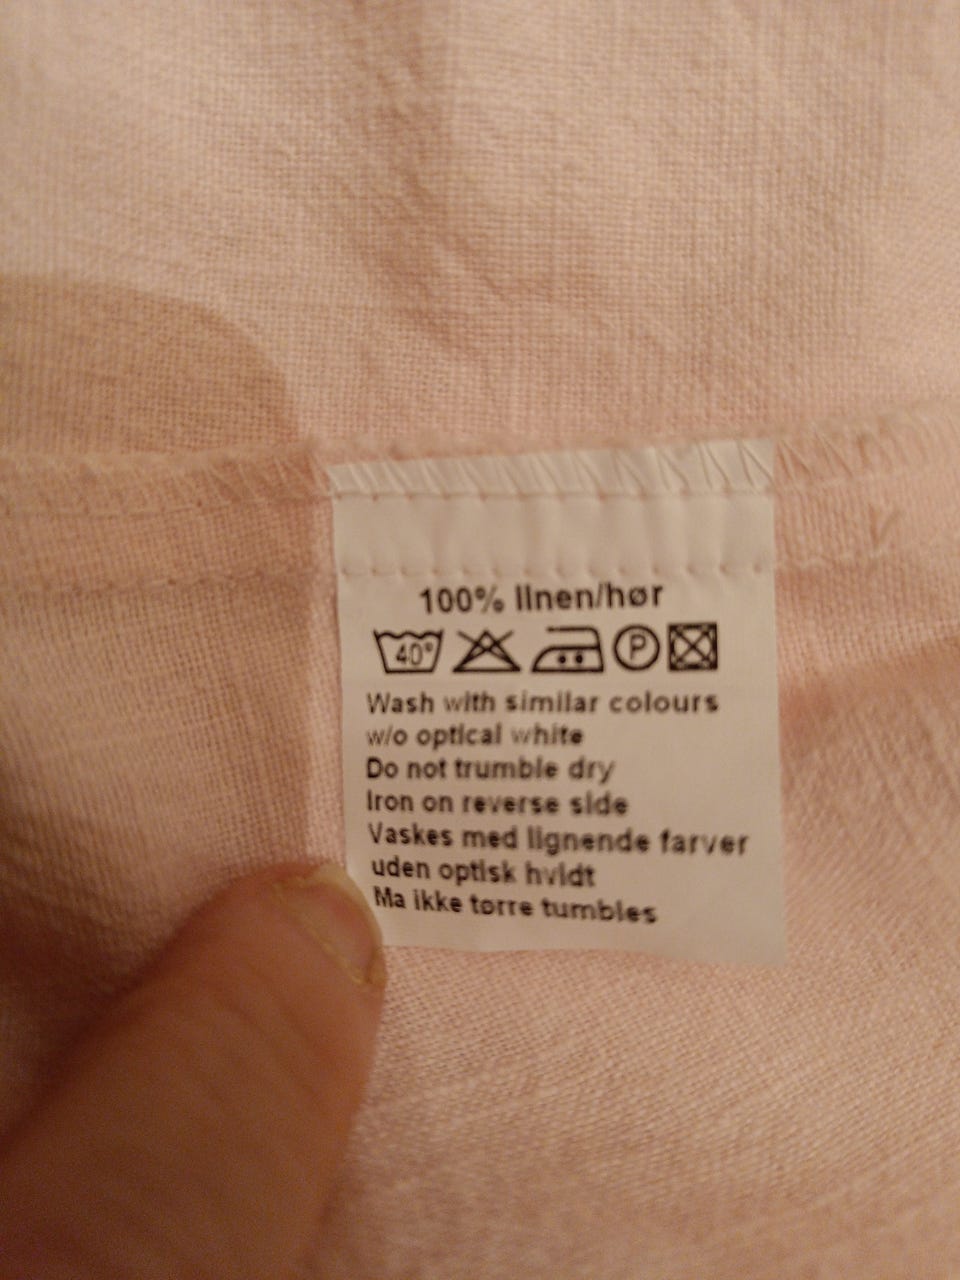 100% linen/hør
40° P
Wash with similar colours
w/o optical white
Do not trumble dry
Iron on reverse side
Vaskes med lignende farver
uden optisk hvidt
Ma ikke tørre tumbles